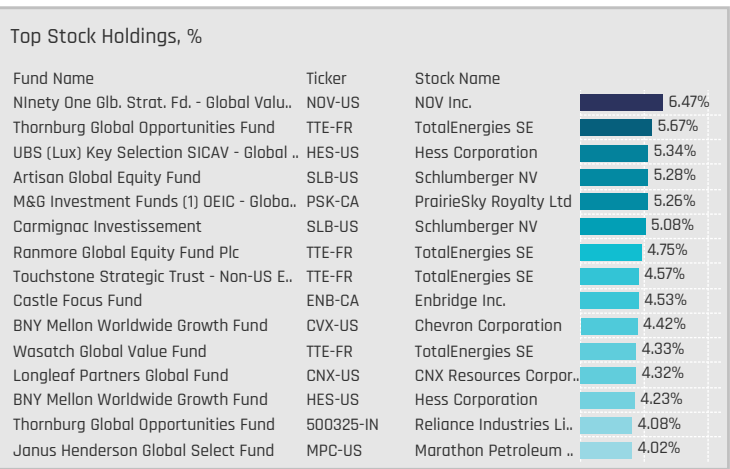 Top Stock Holdings, %
Fund Name Ticker Stock Name
NInety One Glb. Strat. Fd. - Global Valu.. NOV-US NOV Inc. 6.47%
Thornburg Global Opportunities Fund TTE-FR TotalEnergies SE 5.67%
UBS (Lux) Key Selection SICAV - Global .. HES-US Hess Corporation 5.34%
Artisan Global Equity Fund SLB-US Schlumberger NV 5.28%
M&G Investment Funds (1) OEIC - Globa.. PSK-CA PrairieSky Royalty Ltd 5.26%
Carmignac Investissement SLB-US Schlumberger NV 5.08%
Ranmore Global Equity Fund Plc TTE-FR TotalEnergies SE 4.75%
Touchstone Strategic Trust - Non-US E.. TTE-FR TotalEnergies SE 4.57%
Castle Focus Fund ENB-CA Enbridge Inc. 4.53%
BNY Mellon Worldwide Growth Fund CVX-US Chevron Corporation 4.42%
Wasatch Global Value Fund TTE-FR TotalEnergies SE 4.33%
Longleaf Partners Global Fund CNX-US CNX Resources Corpor.. 4.32%
BNY Mellon Worldwide Growth Fund HES-US Hess Corporation 4.23%
Thornburg Global Opportunities Fund 500325-IN Reliance Industries Li.. 4.08%
Janus Henderson Global Select Fund MPC-US Marathon Petroleum .. 4.02%